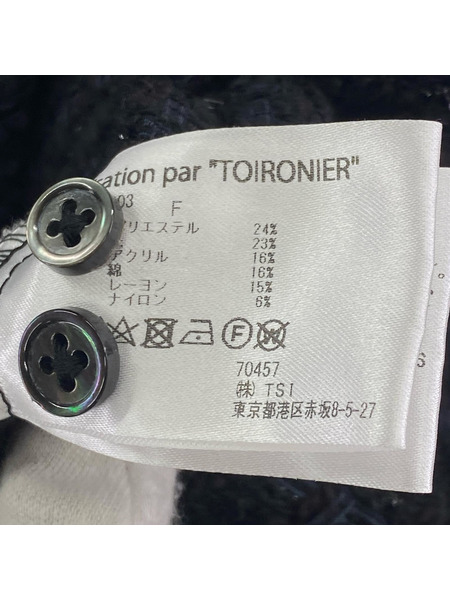 ration par "TOIRONIER"
03 F
リエステル 24%
23%
アクリル 16%
綿 16%
レーヨン 15%
ナイロン 6%
F W
70457
㈱ TSI
東京都港区赤坂8-5-27